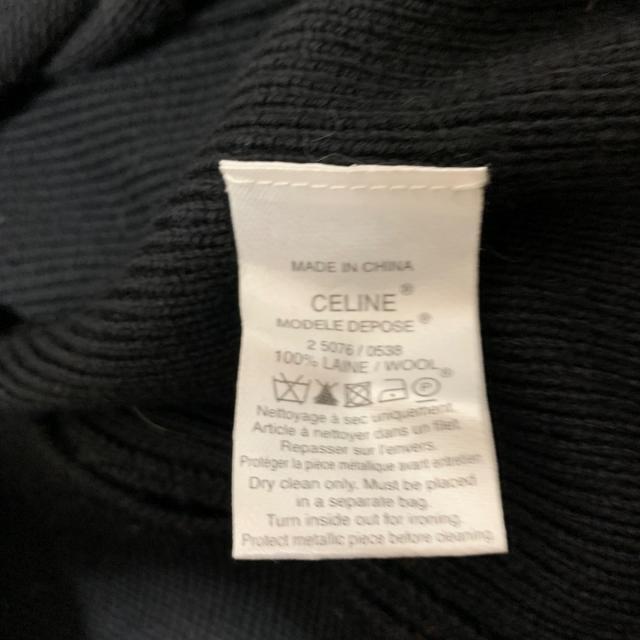 MADE IN CHINA
CELINE®
MODELE DEPOSE®
2 5076 / 0538
100% LAINE / WOOL®
Nettoyage à sec uniquement.
Article à nettoyer dans un filet.
Repasser sur l'envers.
Protéger la pièce métalique avant entretien
Dry clean only. Must be placed
in a separate bag.
Turn inside out for ironing.
Protect metallic piece before cleaning.